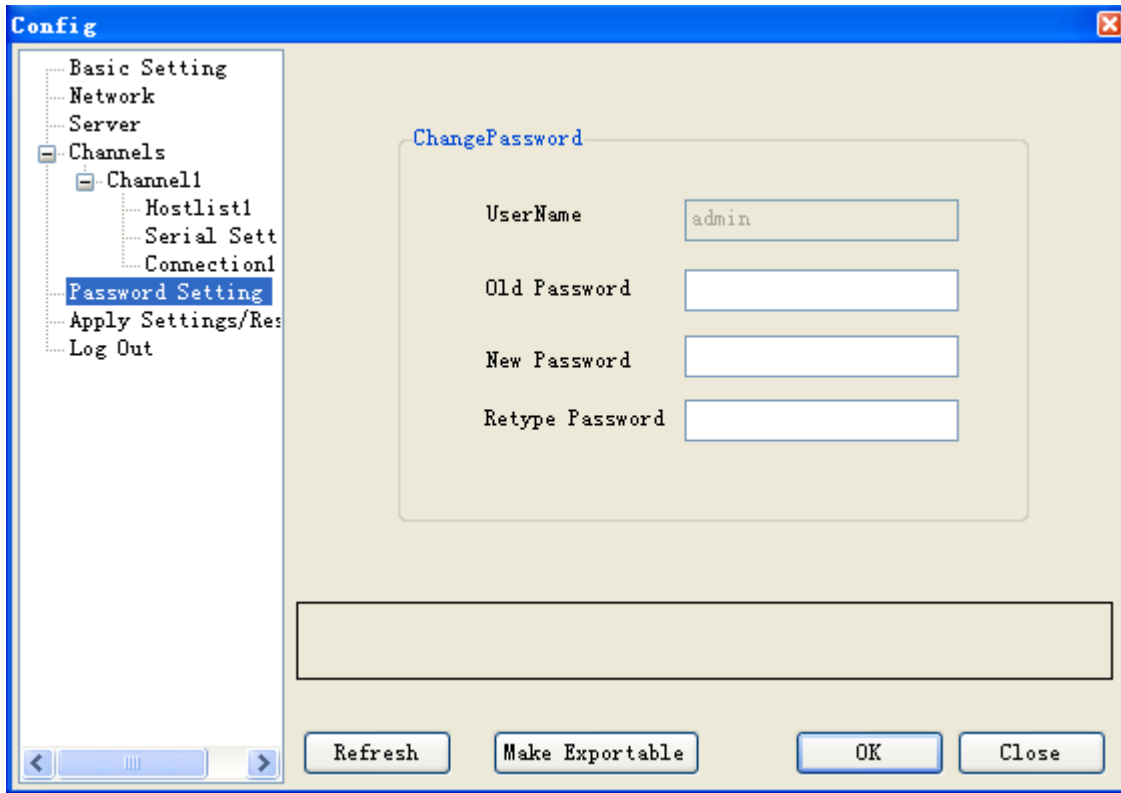 Config
Basic Setting
Network
Server
Channels
Channel1
Hostlist1
Serial Sett
Connection1
Password Setting
Apply Settings/Res
Log Out
ChangePassword
UserName
admin
Old Password
New Password
Retype Password
Refresh
Make Exportable
OK
Close